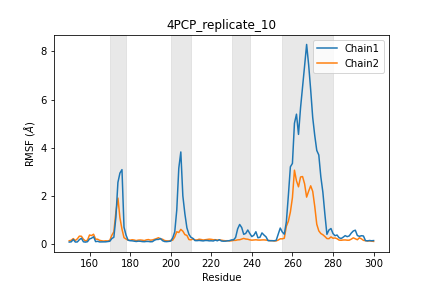 4PCP_replicate_10
Chain1
Chain2
RMSF (Å)
8
6
4
2
0
160 180 200 220 240 260 280 300
Residue